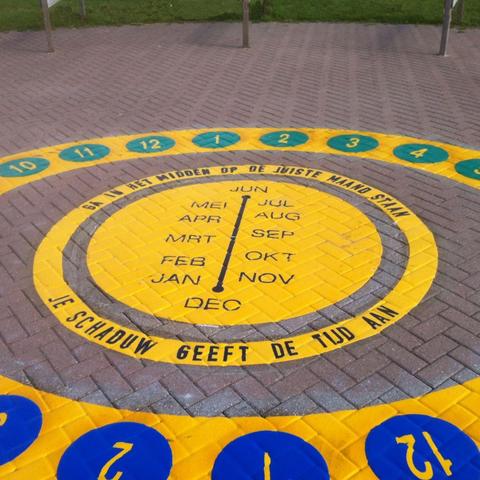 10 11 12 1 2 3 4
GA IN HET MIDDEN OP DE JUISTE MAAND STAAN
JUN
MEI JUL
APR AUG
MRT SEP
FEB OKT
JAN NOV
DEC
JE SCHADUW GEEFT DE TIJD AAN
2 1 12